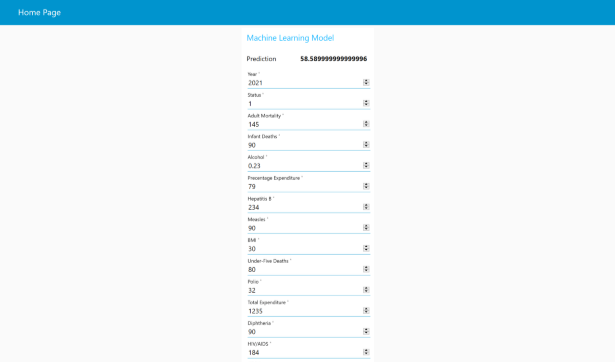 Home Page
Machine Learning Model
Prediction 58.589999999999996
Year *
2021
Status *
1
Adult Mortality *
145
Infant Deaths *
90
Alcohol *
0.23
Precentage Expenditure *
79
Hepatitis B *
234
Measles *
90
BMI *
30
Under-Five Deaths *
80
Polio *
32
Total Expenditure *
1235
Diphtheria *
90
HIV/AIDS *
184